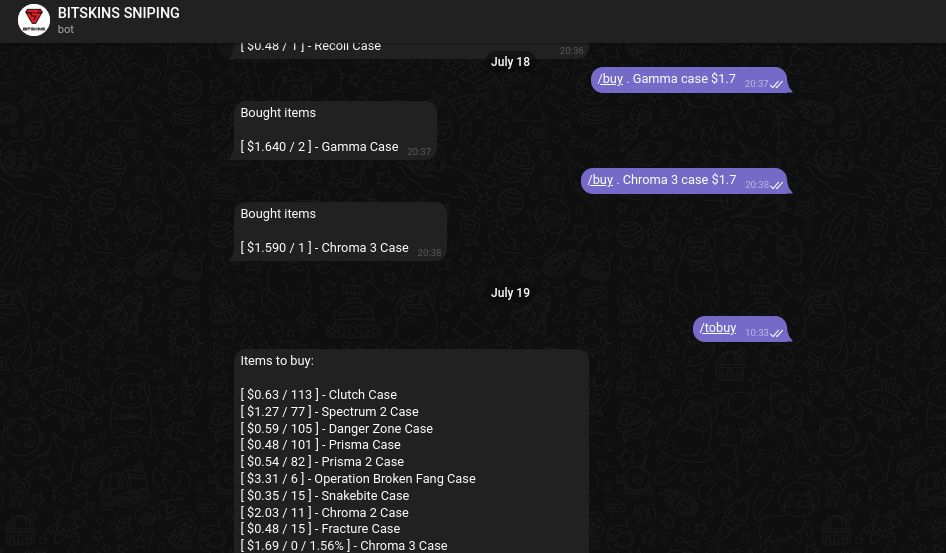 BITSKINS SNIPING
bot
BITSKINS
[ $0.48 / 1 ] - Recoil Case
20:36
July 18
/buy . Gamma case $1.7
20:37
Bought items
[ $1.640 / 2 ] - Gamma Case
20:37
/buy . Chroma 3 case $1.7
20:38
Bought items
[ $1.590 / 1 ] - Chroma 3 Case
20:38
July 19
/tobuy
10:33
Items to buy:
[ $0.63 / 113 ] - Clutch Case
[ $1.27 / 77 ] - Spectrum 2 Case
[ $0.59 / 105 ] - Danger Zone Case
[ $0.48 / 101 ] - Prisma Case
[ $0.54 / 82 ] - Prisma 2 Case
[ $3.31 / 6 ] - Operation Broken Fang Case
[ $0.35 / 15 ] - Snakebite Case
[ $2.03 / 11 ] - Chroma 2 Case
[ $0.48 / 15 ] - Fracture Case
[ $1.69 / 0 / 1.56% ] - Chroma 3 Case